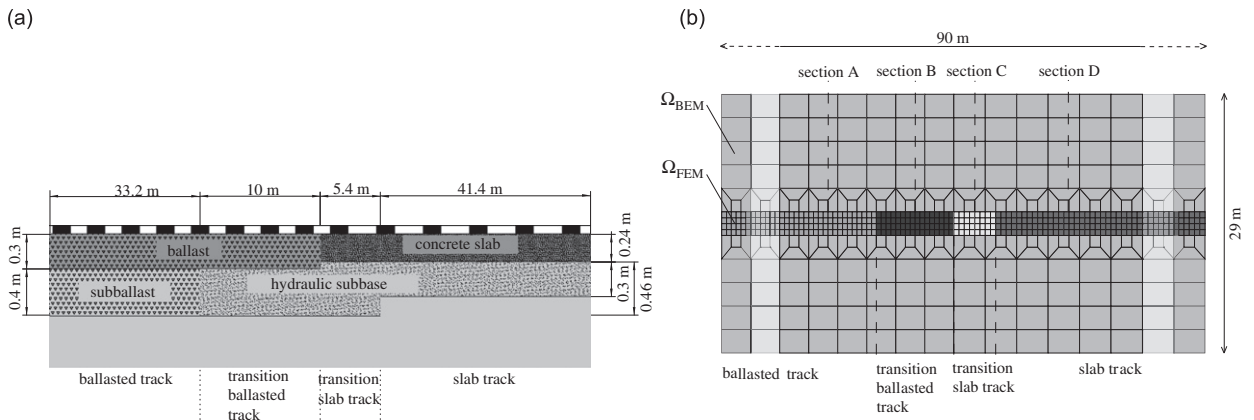 (a)
33.2 m
10 m
5.4 m
41.4 m
0.3 m
0.4 m
ballast
subballast
concrete slab
hydraulic subbase
0.24 m
0.3 m
0.46 m
ballasted track
transition
ballasted
track
transition
slab track
slab track
(b)
90 m
section A
section B
section C
section D
Ω_BEM
Ω_FEM
29 m
ballasted track
transition
ballasted
track
transition
slab track
slab track